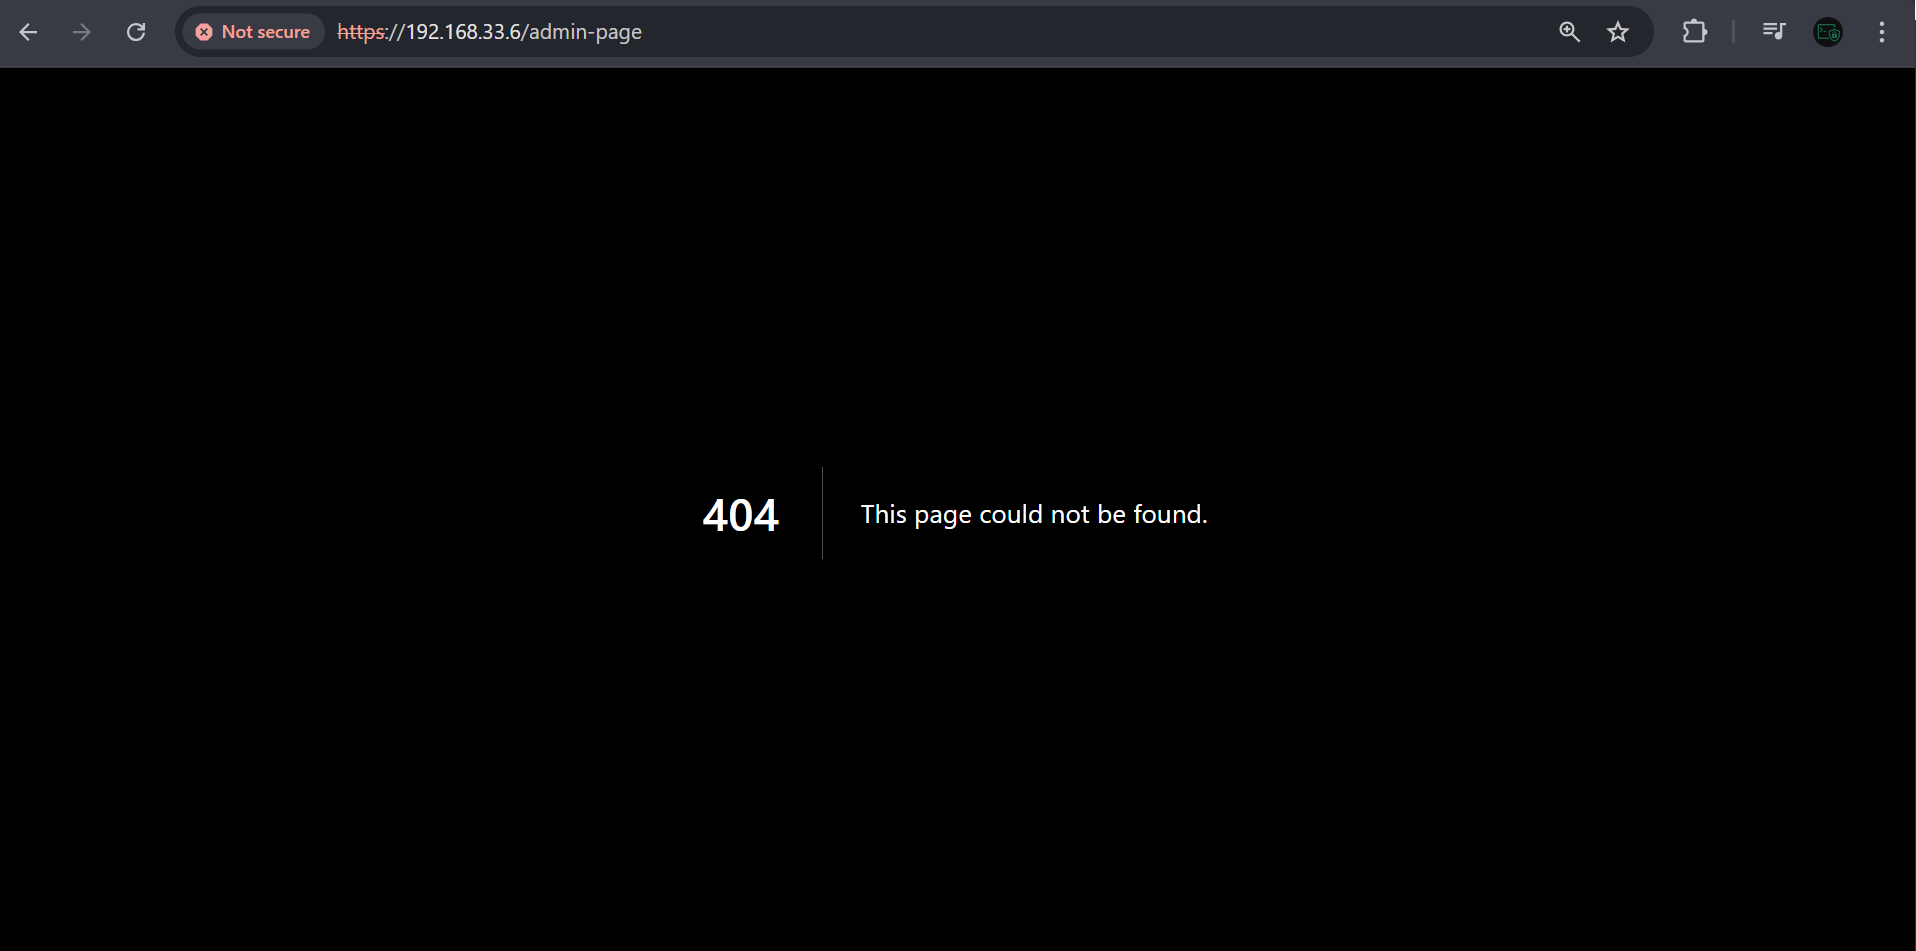 Not secure https://192.168.33.6/admin-page
404 This page could not be found.